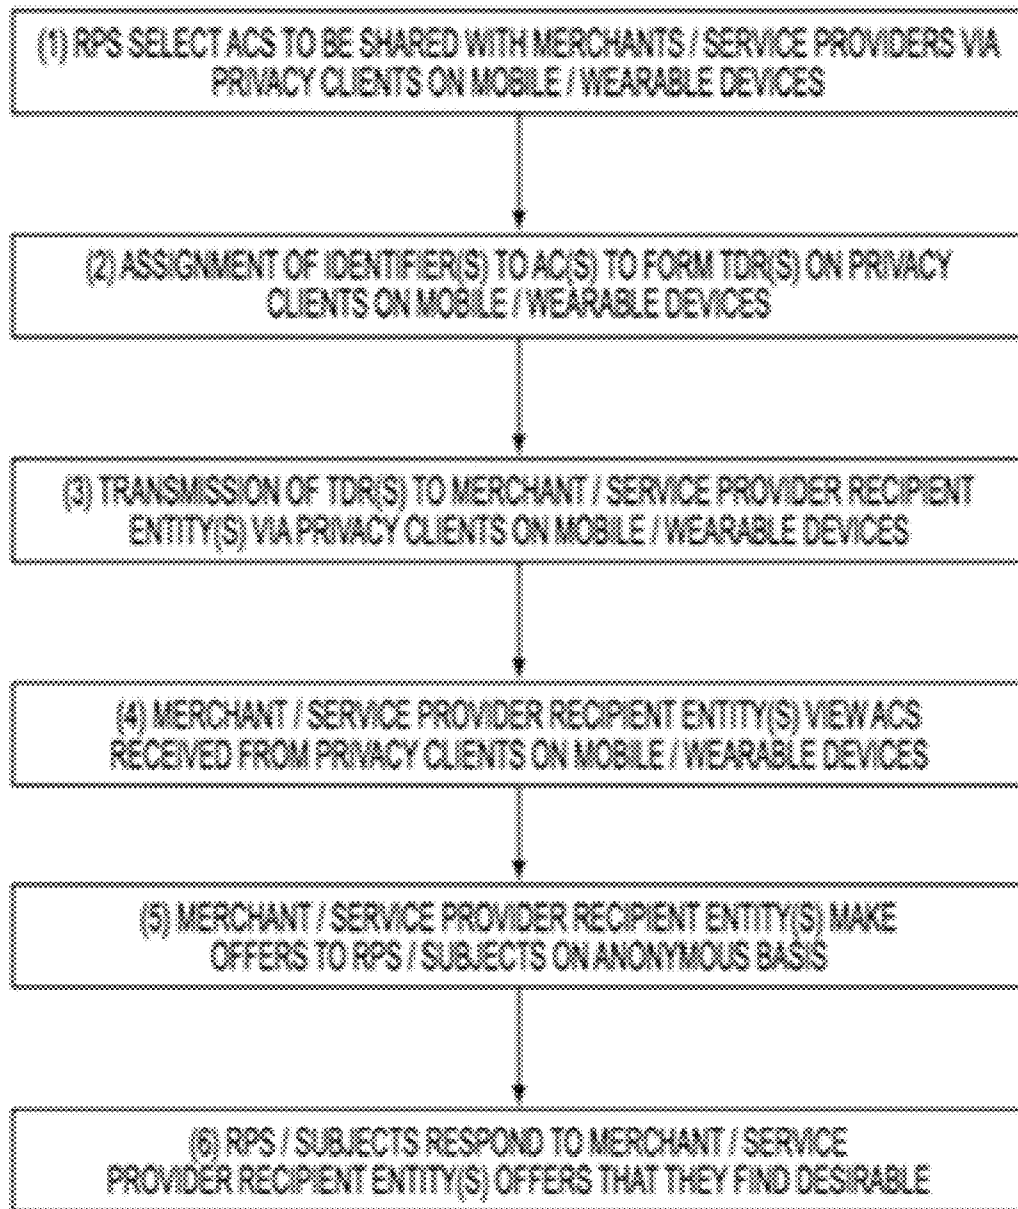 (1) RPS SELECT ACS TO BE SHARED WITH MERCHANTS / SERVICE PROVIDERS VIA
PRIVACY CLIENTS ON MOBILE / WEARABLE DEVICES
(2) ASSIGNMENT OF IDENTIFIER(S) TO AC(S) TO FORM TDR(S) ON PRIVACY
CLIENTS ON MOBILE / WEARABLE DEVICES
(3) TRANSMISSION OF TDR(S) TO MERCHANT / SERVICE PROVIDER RECIPIENT
ENTITY(S) VIA PRIVACY CLIENTS ON MOBILE / WEARABLE DEVICES
(4) MERCHANT / SERVICE PROVIDER RECIPIENT ENTITY(S) VIEW ACS
RECEIVED FROM PRIVACY CLIENTS ON MOBILE / WEARABLE DEVICES
(5) MERCHANT / SERVICE PROVIDER RECIPIENT ENTITY(S) MAKE
OFFERS TO RPS / SUBJECTS ON ANONYMOUS BASIS
(6) RPS / SUBJECTS RESPOND TO MERCHANT / SERVICE
PROVIDER RECIPIENT ENTITY(S) OFFERS THAT THEY FIND DESIRABLE